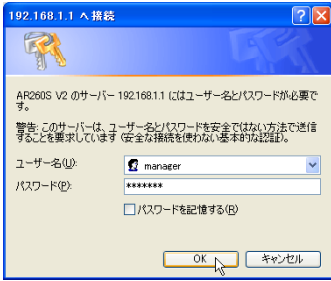 192.168.1.1 へ接続
AR260S V2 のサーバー 192.168.1.1 にはユーザー名とパスワードが必要で
す。
警告: このサーバーは、ユーザー名とパスワードを安全ではない方法で送信
することを要求しています (安全な接続を使わない基本的な認証)。
ユーザー名(U):
manager
パスワード(P):
*******
パスワードを記憶する(R)
OK
キャンセル